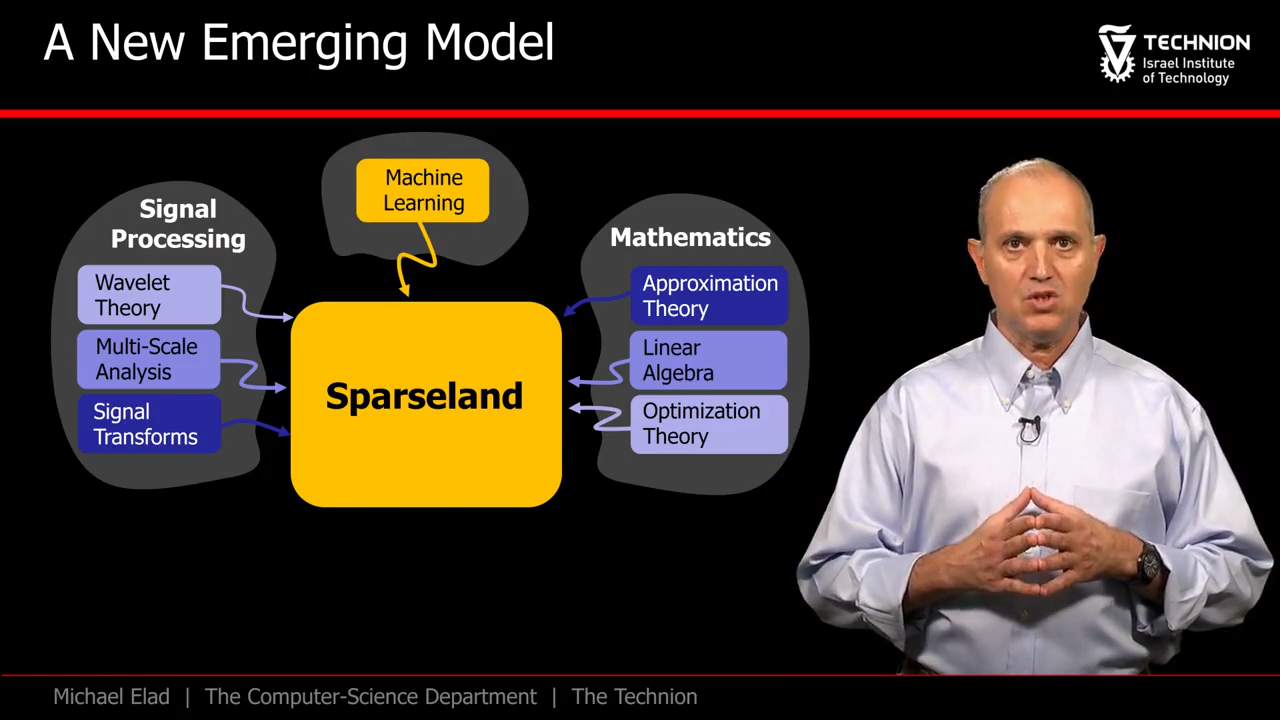 A New Emerging Model
TECHNION
Israel Institute
of Technology
Machine
Learning
Signal
Processing
Wavelet
Theory
Multi-Scale
Analysis
Signal
Transforms
Sparseland
Mathematics
Approximation
Theory
Linear
Algebra
Optimization
Theory
Michael Elad | The Computer-Science Department | The Technion